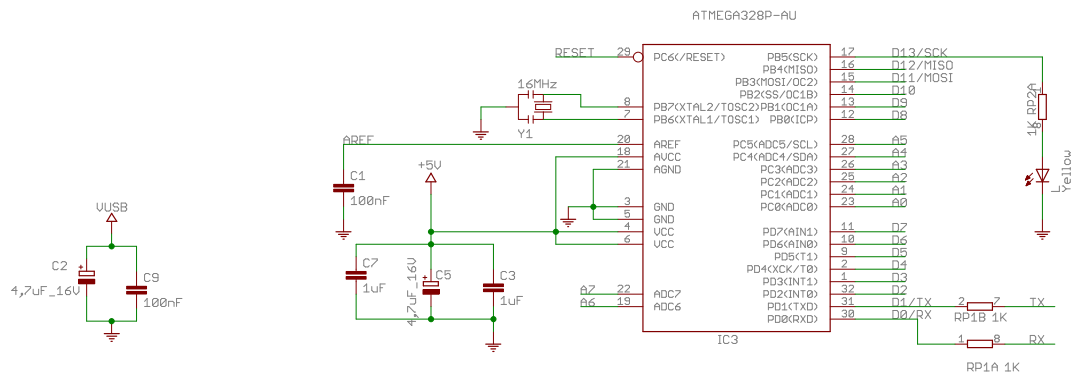 ATMEGA328P-AU
RESET
29
PC6(/RESET)
PB5(SCK)
17
D13/SCK
PB4(MISO)
16
D12/MISO
PB3(MOSI/OC2)
15
D11/MOSI
PB2(SS/OC1B)
14
D10
16MHz
Y1
8
PB7(XTAL2/TOSC2)
PB1(OC1A)
13
D9
7
PB6(XTAL1/TOSC1)
PB0(ICP)
12
D8
1K RP2A
1
8
AREF
20
AREF
PC5(ADC5/SCL)
28
A5
18
AVCC
PC4(ADC4/SDA)
27
A4
21
AGND
PC3(ADC3)
26
A3
PC2(ADC2)
25
A2
PC1(ADC1)
24
A1
3
GND
PC0(ADC0)
23
A0
5
GND
4
VCC
PD7(AIN1)
11
D7
6
VCC
PD6(AIN0)
10
D6
PD5(T1)
9
D5
PD4(XCK/T0)
2
D4
PD3(INT1)
1
D3
A7
22
ADC7
PD2(INT0)
32
D2
A6
19
ADC6
PD1(TXD)
31
D1/TX
PD0(RXD)
30
D0/RX
IC3
L
Yellow
2
7
TX
RP1B 1K
1
8
RX
RP1A 1K
+5V
C1
100nF
C7
1uF
+
C5
4,7uF_16V
C3
1uF
VUSB
+
C2
4,7uF_16V
C9
100nF